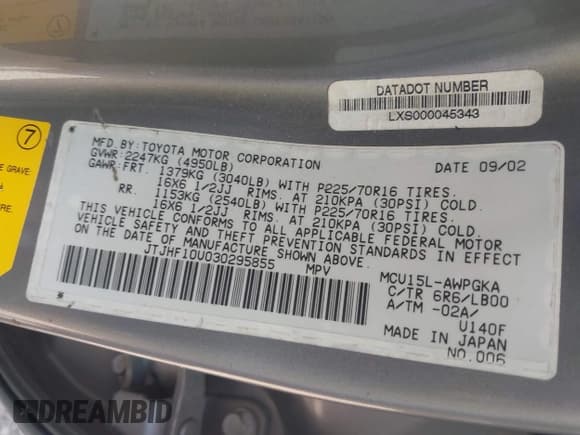 DATADOT NUMBER
LXS000045343
7
E GRAVE
RE.
MFD.BY:TOYOTA MOTOR CORPORATION DATE 09/02
GVWR:2247KG (4950LB)
GAWR:FRT. 1379KG (3040LB) WITH P225/70R16 TIRES.
16X6 1/2JJ RIMS. AT 210KPA (30PSI) COLD.
RR. 1153KG (2540LB) WITH P225/70R16 TIRES.
16X6 1/2JJ RIMS. AT 210KPA (30PSI) COLD.
THIS VEHICLE CONFORMS TO ALL APPLICABLE FEDERAL MOTOR
VEHICLE SAFETY AND THEFT PREVENTION STANDARDS IN EFFECT
ON THE DATE OF MANUFACTURE SHOWN ABOVE.
JTJHF10U030295855 MPV
MCU15L-AWPGKA
C/TR 6R6/LB00
A/TM -02A/
U140F
MADE IN JAPAN
NO.006
DREAMBID